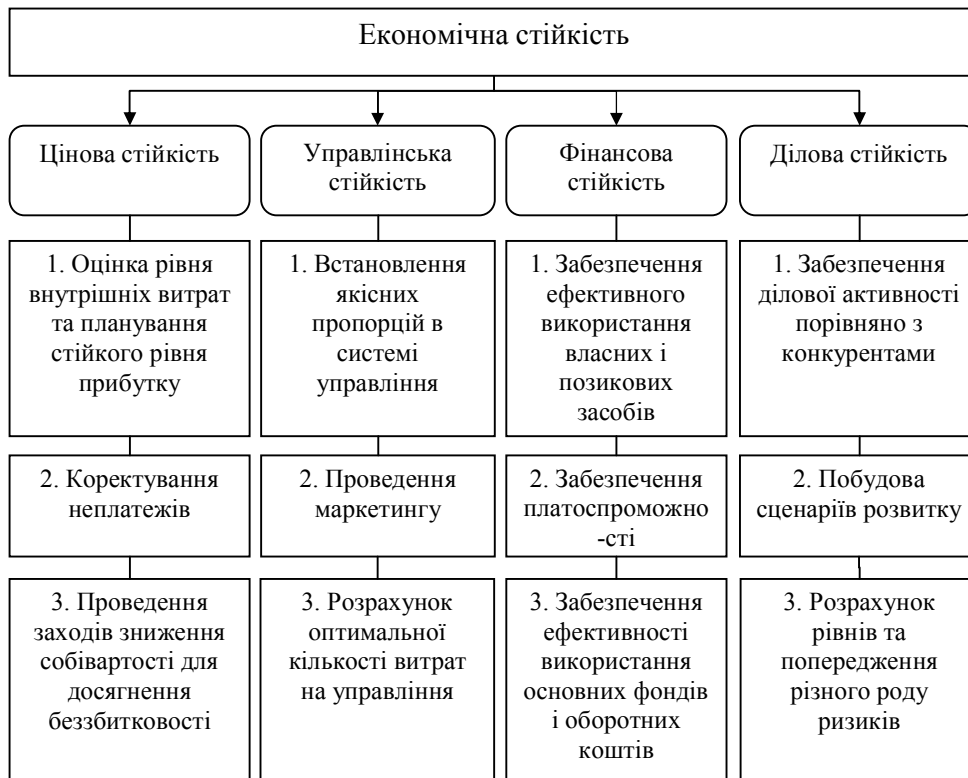 Економічна стійкість
Цінова стійкість
Управлінська
стійкість
Фінансова
стійкість
Ділова стійкість
1. Оцінка рівня
внутрішніх витрат
та планування
стійкого рівня
прибутку
1. Встановлення
якісних
пропорцій в
системі
управління
1. Забезпечення
ефективного
використання
власних і
позикових
засобів
1. Забезпечення
ділової активності
порівняно з
конкурентами
2. Коректування
неплатежів
2. Проведення
маркетингу
2. Забезпечення
платоспроможно
-сті
2. Побудова
сценаріїв розвитку
3. Проведення
заходів зниження
собівартості для
досягнення
беззбитковості
3. Розрахунок
оптимальної
кількості витрат
на управління
3. Забезпечення
ефективності
використання
основних фондів
і оборотних
коштів
3. Розрахунок
рівнів та
попередження
різного роду
ризиків